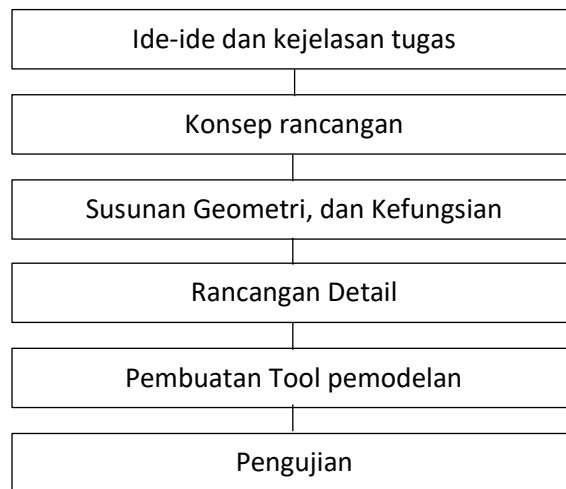 Ide-ide dan kejelasan tugas
Konsep rancangan
Susunan Geometri, dan Kefungsian
Rancangan Detail
Pembuatan Tool pemodelan
Pengujian